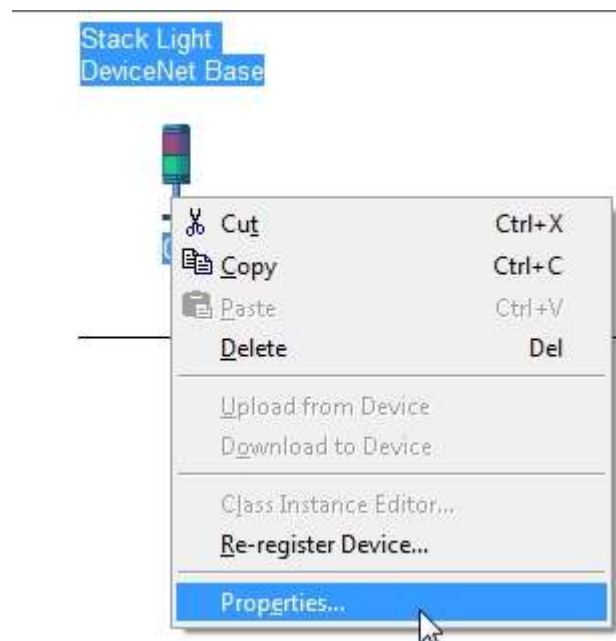 Stack Light
DeviceNet Base
Cut Ctrl+X
Copy Ctrl+C
Paste Ctrl+V
Delete Del
Upload from Device
Download to Device
Class Instance Editor...
Re-register Device...
Properties...